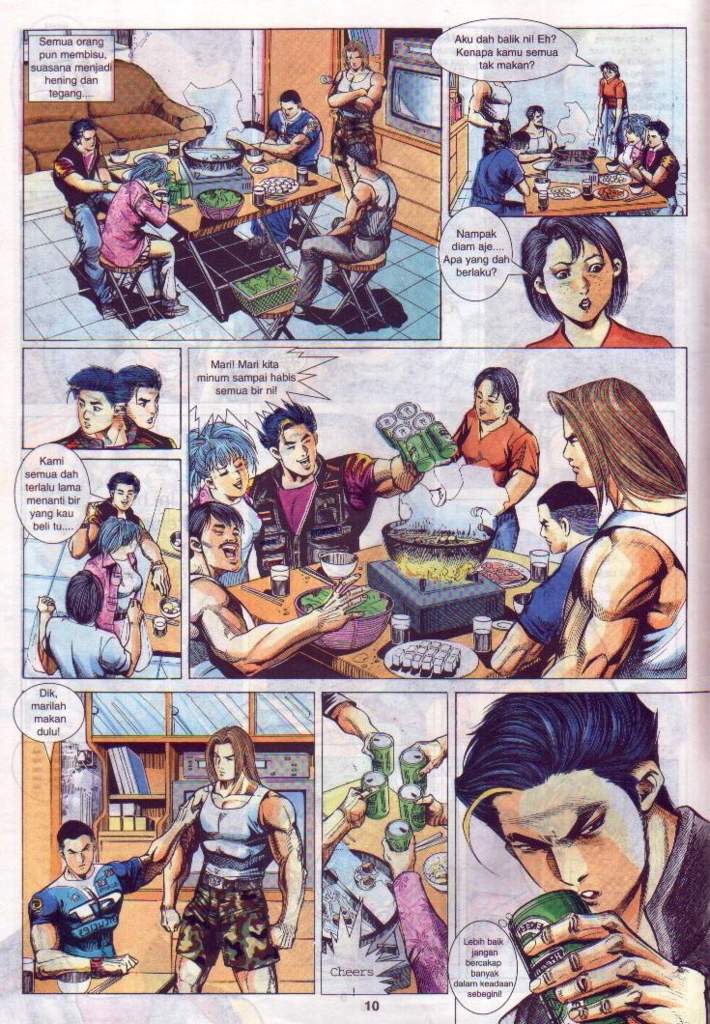 Semua orang
pun membisu,
suasana menjadi
hening dan
tegang....
Aku dah balik ni! Eh?
Kenapa kamu semua
tak makan?
Nampak
diam aje....
Apa yang dah
berlaku?
Mari! Mari kita
minum sampai habis
semua bir ni!
Kami
semua dah
terlalu lama
menanti bir
yang kau
beli tu....
Dik,
marilah
makan
dulu!
Cheers
Lebih baik
jangan
bercakap
banyak
dalam keadaan
sebegini!
10